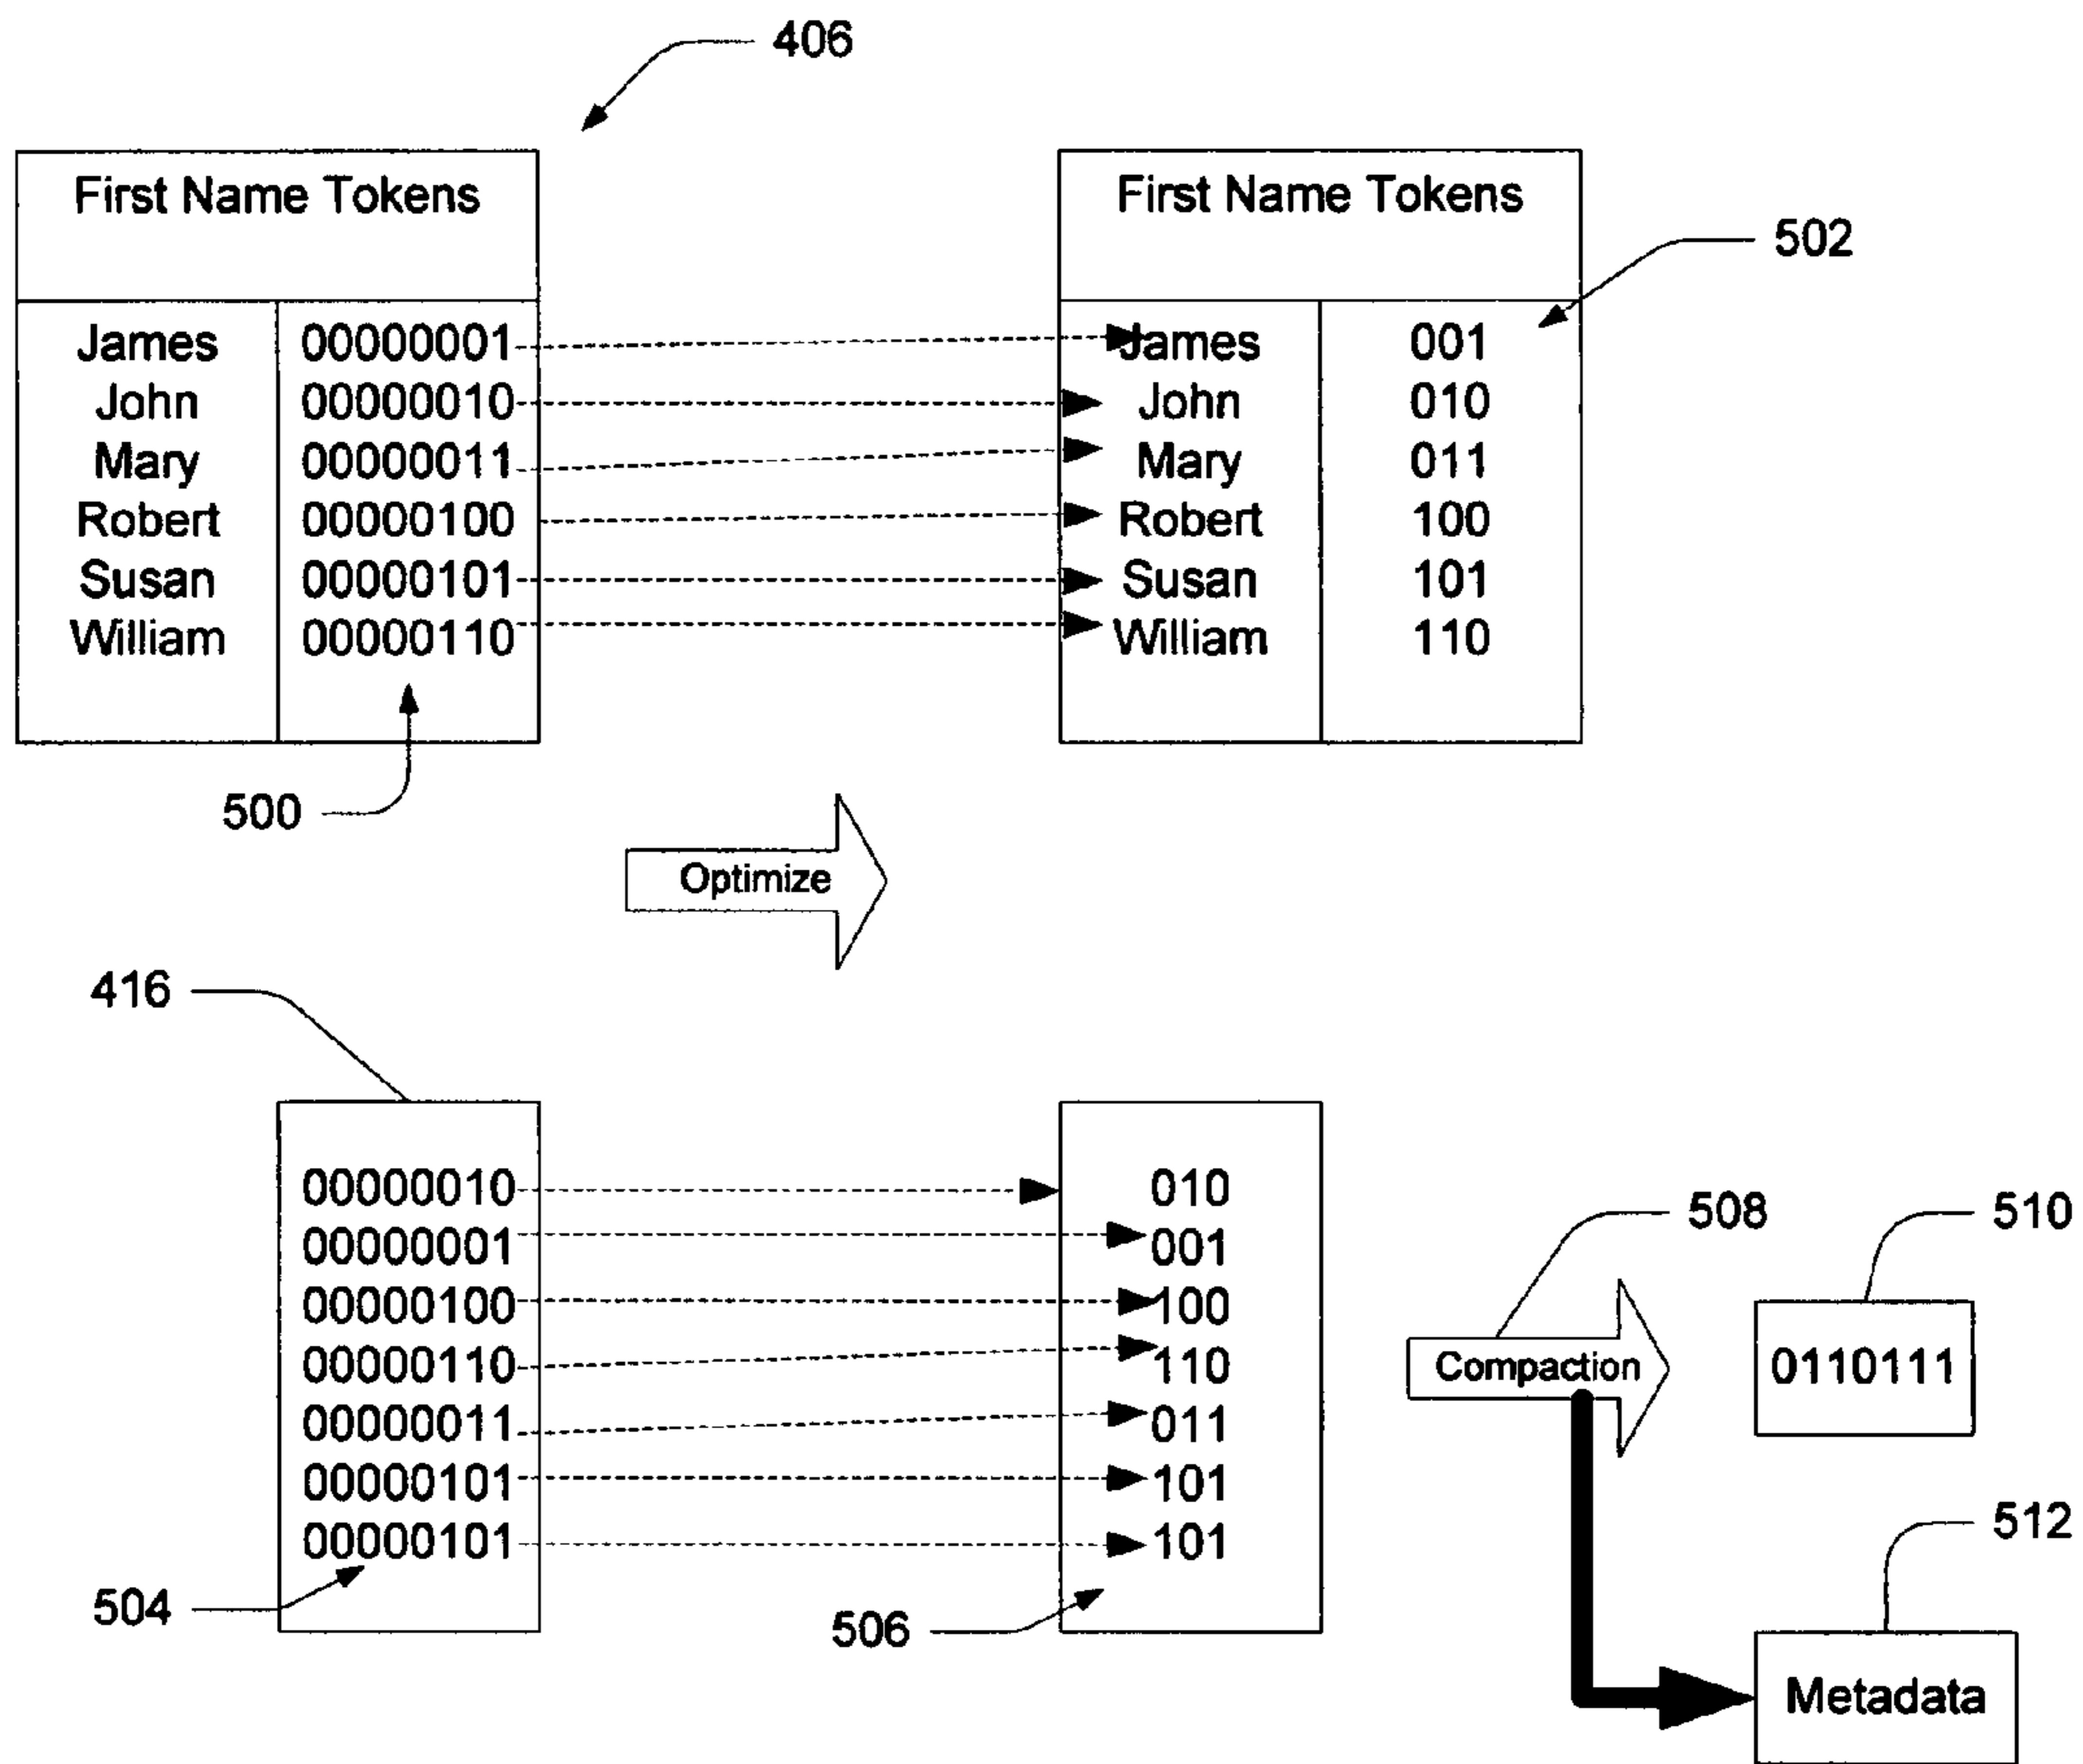 406
First Name Tokens
James 00000001
John 00000010
Mary 00000011
Robert 00000100
Susan 00000101
William 00000110
500
First Name Tokens
502
James 001
John 010
Mary 011
Robert 100
Susan 101
William 110
Optimize
416
00000010
00000001
00000100
00000110
00000011
00000101
00000101
504
010
001
100
110
011
101
101
506
508
Compaction
510
0110111
512
Metadata